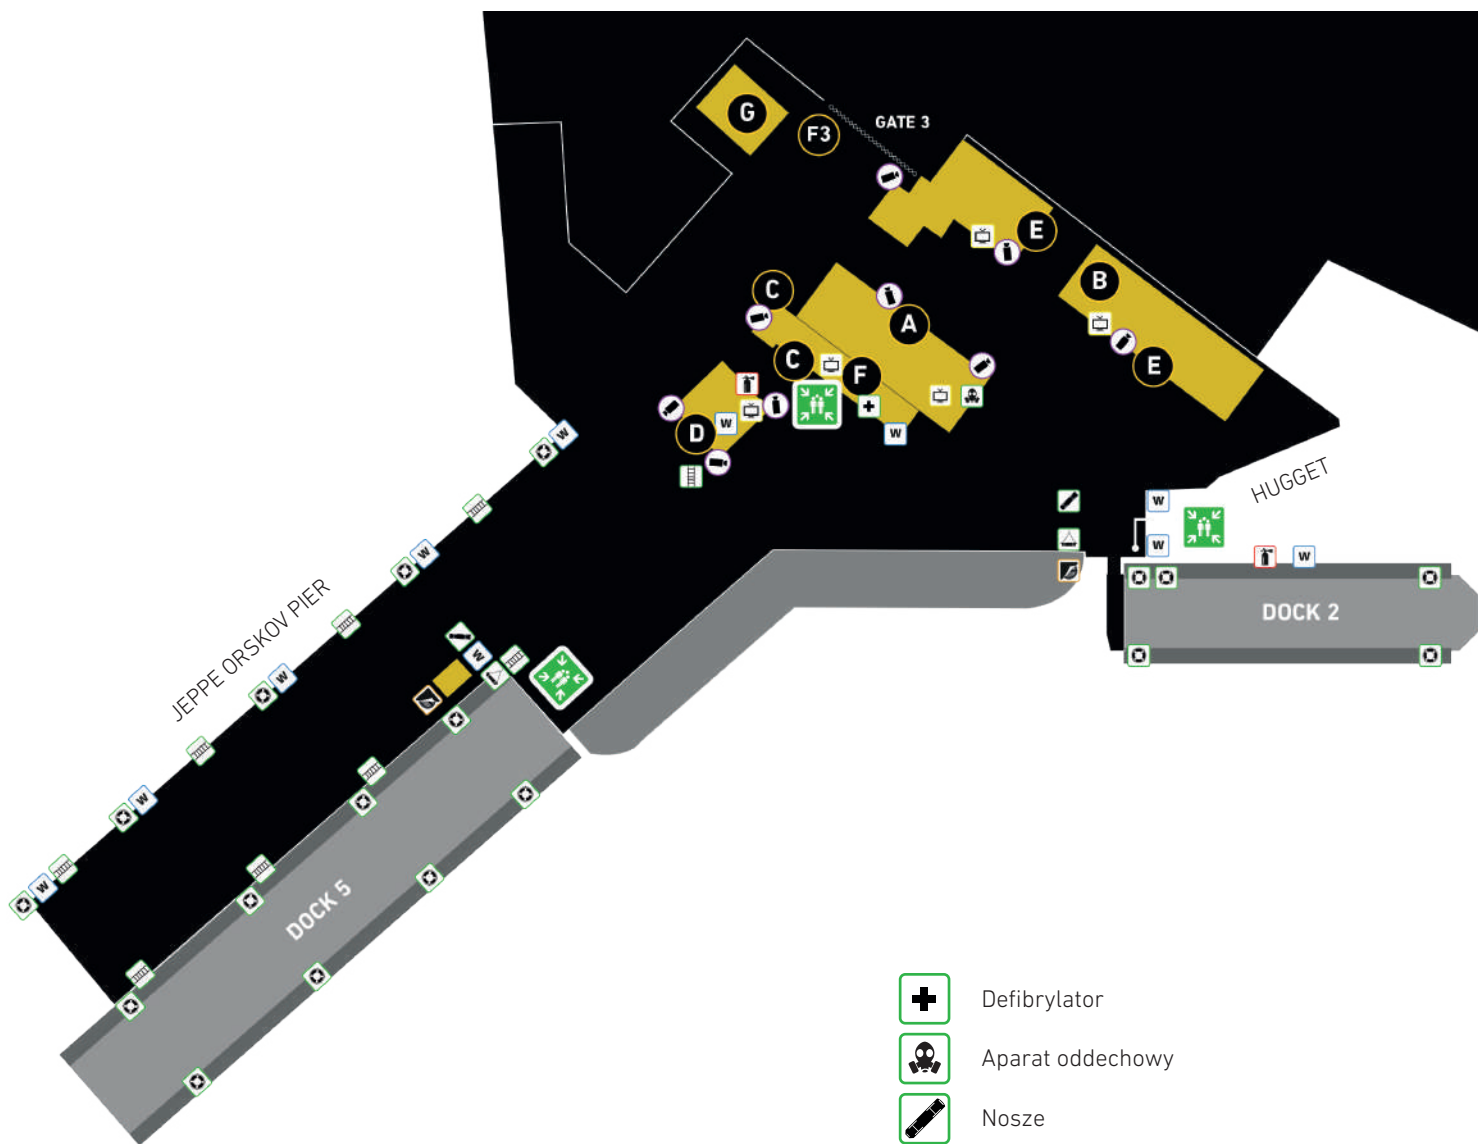 G
F3
GATE 3
E
B
C
A
C
F
E
D
W
W
W
W
HUGGET
W
W
W
W
DOCK 2
JEPPE ORSKOV PIER
W
W
W
W
DOCK 5
Defibrylator
Aparat oddechowy
Nosze